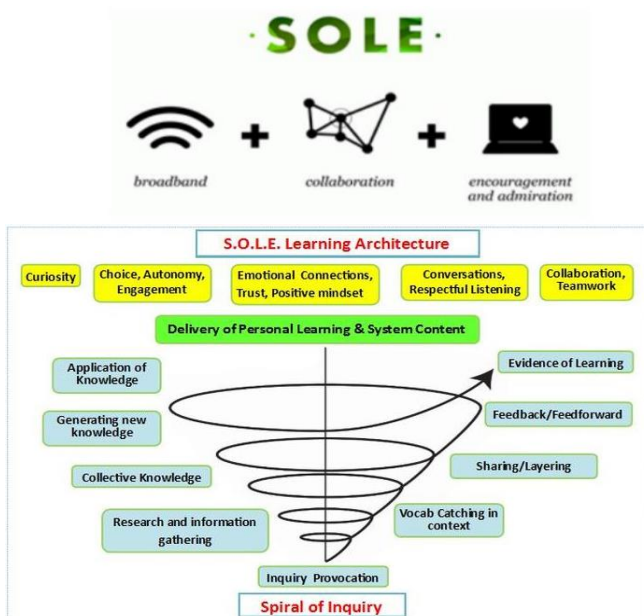 · SOLE ·
broadband
collaboration
encouragement
and admiration
S.O.L.E. Learning Architecture
Curiosity
Choice, Autonomy,
Engagement
Emotional Connections,
Trust, Positive mindset
Conversations,
Respectful Listening
Collaboration,
Teamwork
Delivery of Personal Learning & System Content
Application of
Knowledge
Evidence of Learning
Generating new
knowledge
Feedback/Feedforward
Collective Knowledge
Sharing/Layering
Research and information
gathering
Vocab Catching in
context
Inquiry Provocation
Spiral of Inquiry